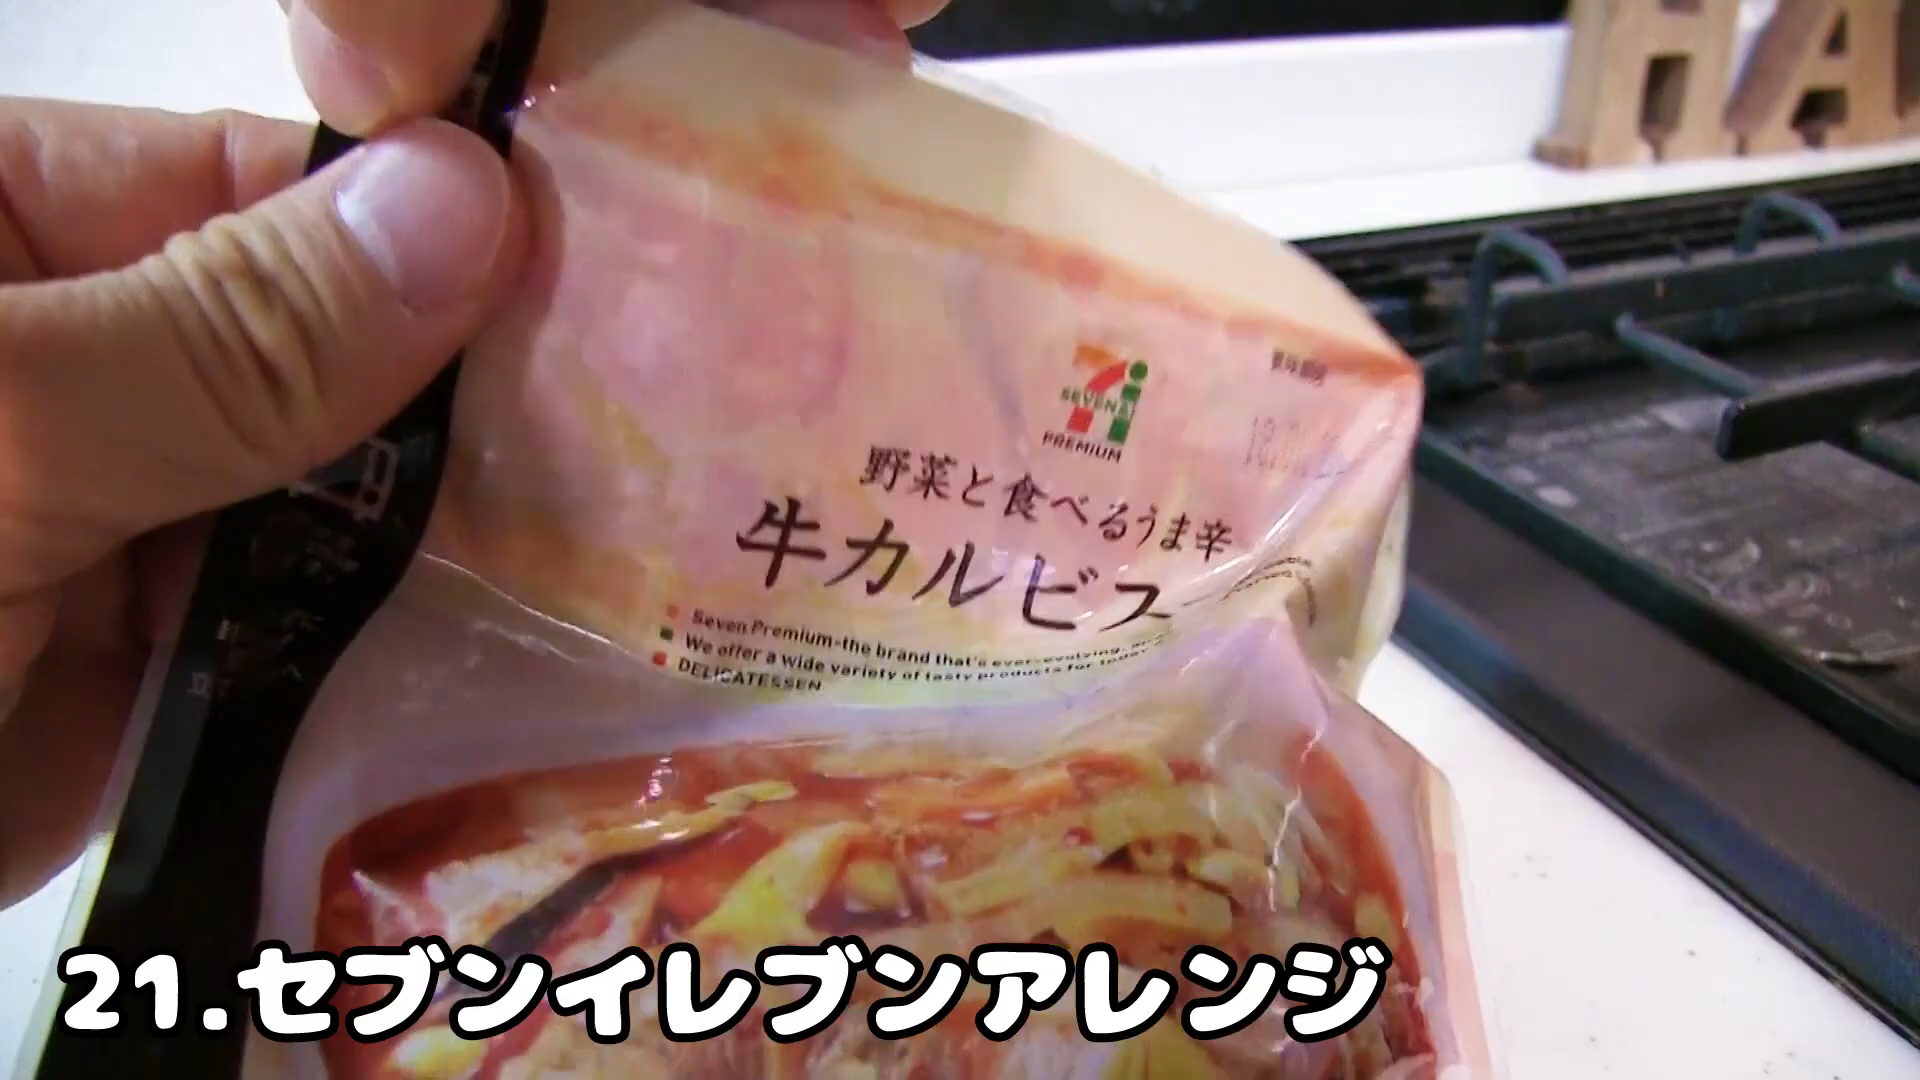 SEVEN&i
PREMIUM
野菜と食べるうま辛
牛カルビス
Seven Premium-the brand that's ever-evolving.
We offer a wide variety of tasty products for today
DELICATESSEN
21.セブンイレブンアレンジ